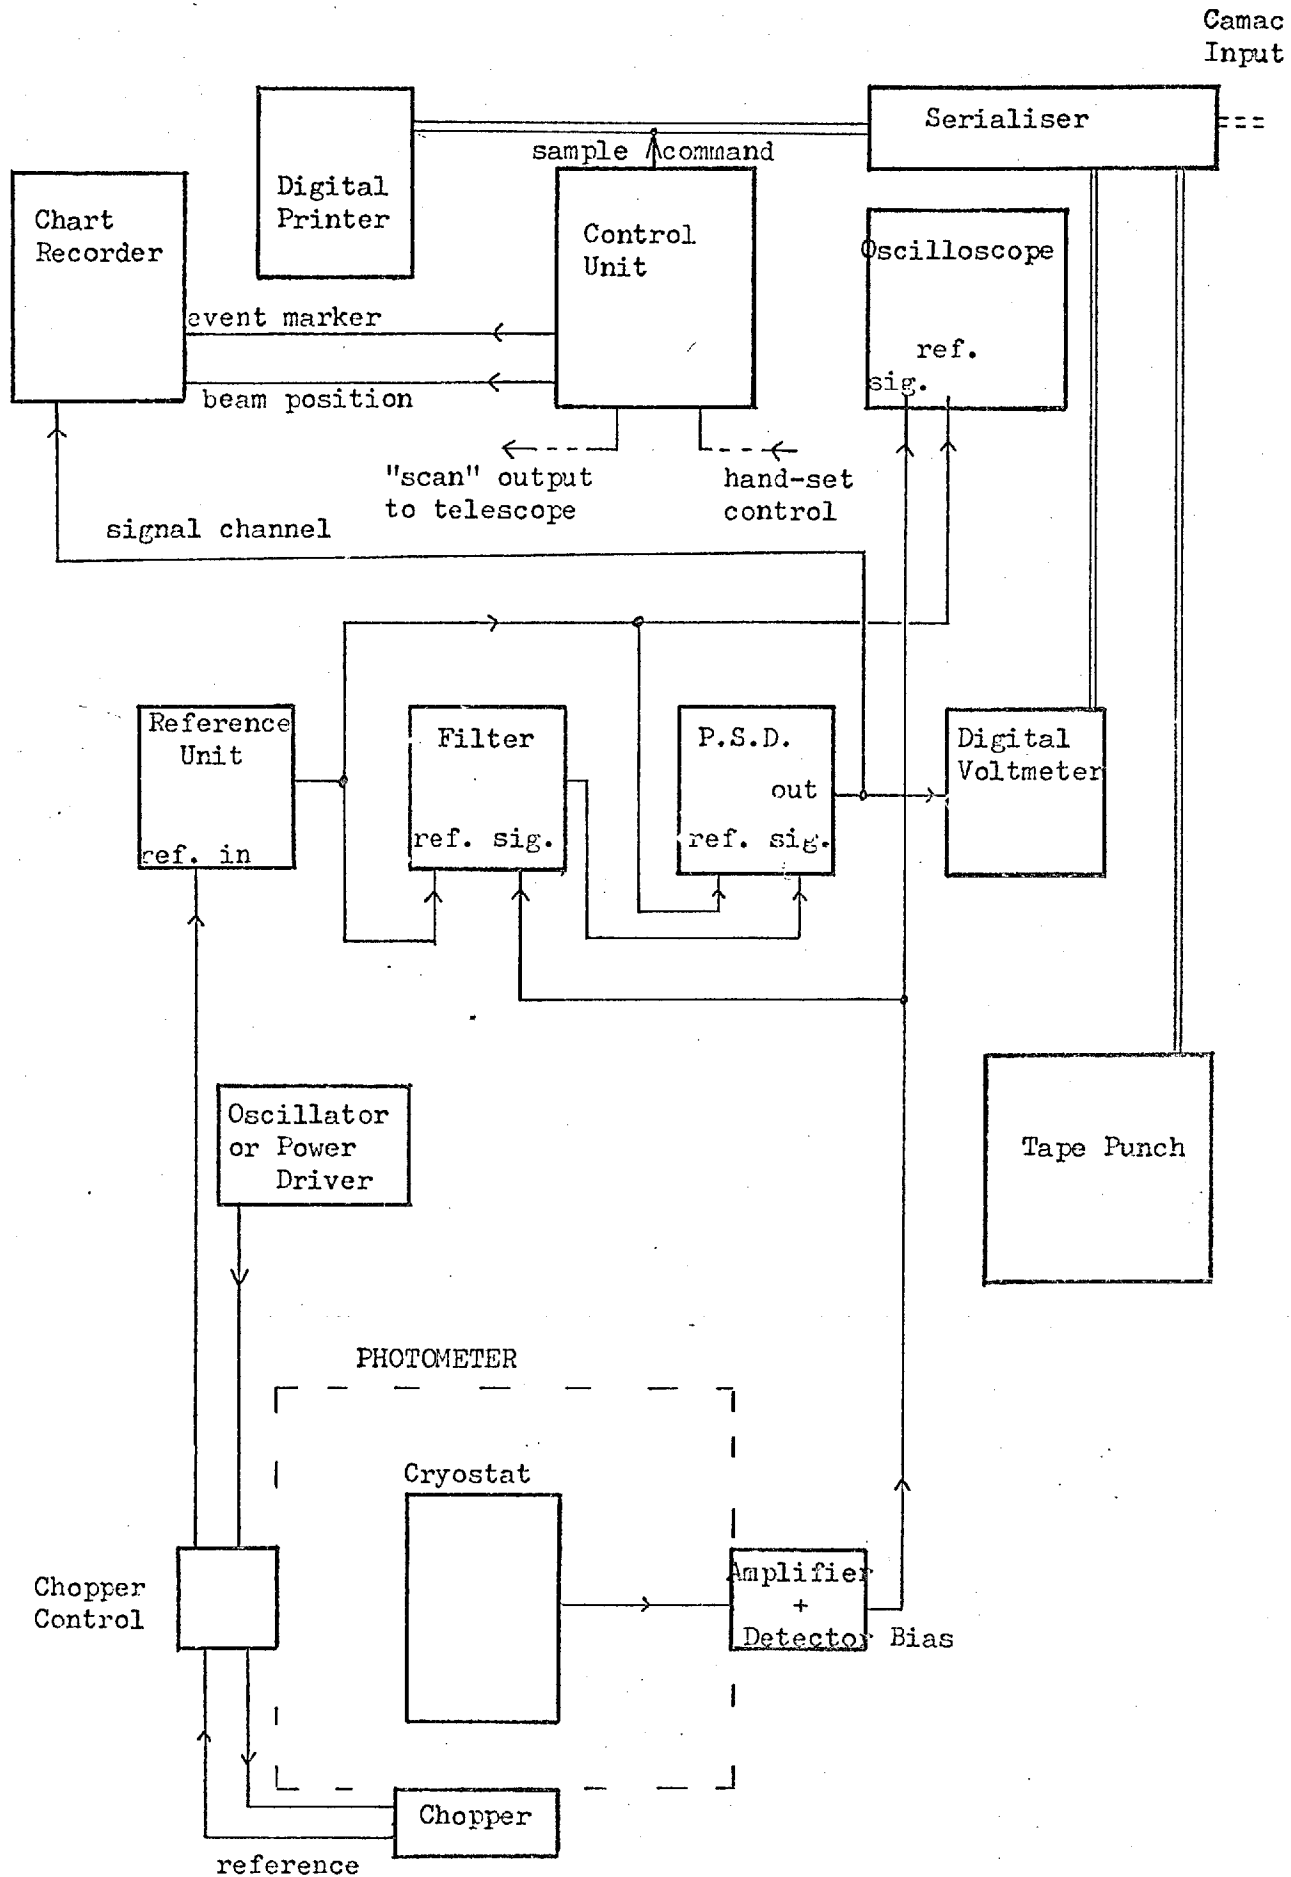 Camac
Input
Serialiser
sample command
Digital
Printer
Chart
Recorder
Control
Unit
Oscilloscope
ref.
sig.
event marker
beam position
"scan" output
to telescope
hand-set
control
signal channel
Reference
Unit
ref. in
Filter
ref. sig.
P.S.D.
out
ref. sig.
Digital
Voltmeter
Oscillator
or Power
Driver
Tape Punch
PHOTOMETER
Cryostat
Chopper
Control
Amplifier
+
Detector Bias
Chopper
reference